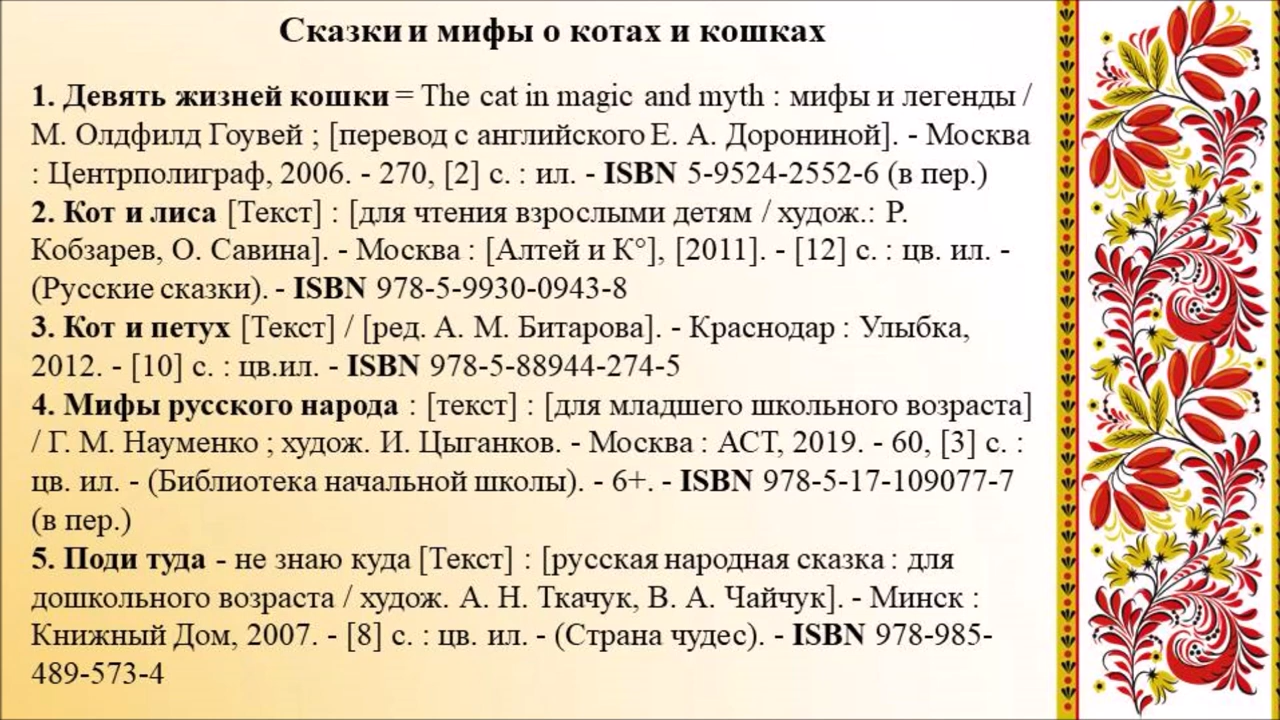 Сказки и мифы о котах и кошках
1. Девять жизней кошки = The cat in magic and myth : мифы и легенды /
М. Олдфилд Гоувей ; [перевод с английского Е. А. Дорониной]. - Москва
: Центрполиграф, 2006. - 270, [2] с. : ил. - ISBN 5-9524-2552-6 (в пер.)
2. Кот и лиса [Текст] : [для чтения взрослыми детям / худож.: Р.
Кобзарев, О. Савина]. - Москва : [Алтей и К°], [2011]. - [12] с. : цв. ил. -
(Русские сказки). - ISBN 978-5-9930-0943-8
3. Кот и петух [Текст] / [ред. А. М. Битарова]. - Краснодар : Улыбка,
2012. - [10] с. : цв.ил. - ISBN 978-5-88944-274-5
4. Мифы русского народа : [текст] : [для младшего школьного возраста]
/ Г. М. Науменко ; худож. И. Цыганков. - Москва : АСТ, 2019. - 60, [3] с. :
цв. ил. - (Библиотека начальной школы). - 6+. - ISBN 978-5-17-109077-7
(в пер.)
5. Поди туда - не знаю куда [Текст] : [русская народная сказка : для
дошкольного возраста / худож. А. Н. Ткачук, В. А. Чайчук]. - Минск :
Книжный Дом, 2007. - [8] с. : цв. ил. - (Страна чудес). - ISBN 978-985-
489-573-4